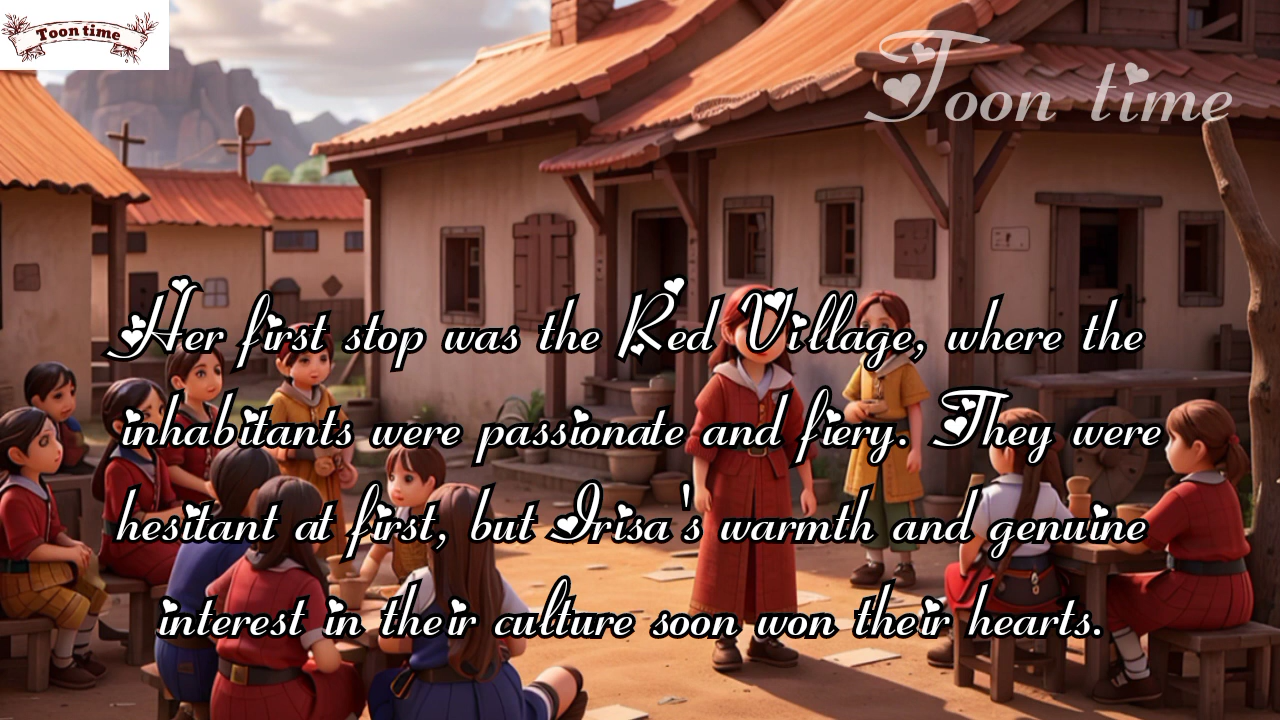 Toon time
Toon time
Her first stop was the Red Village, where the
inhabitants were passionate and fiery. They were
hesitant at first, but Irisa's warmth and genuine
interest in their culture soon won their hearts.